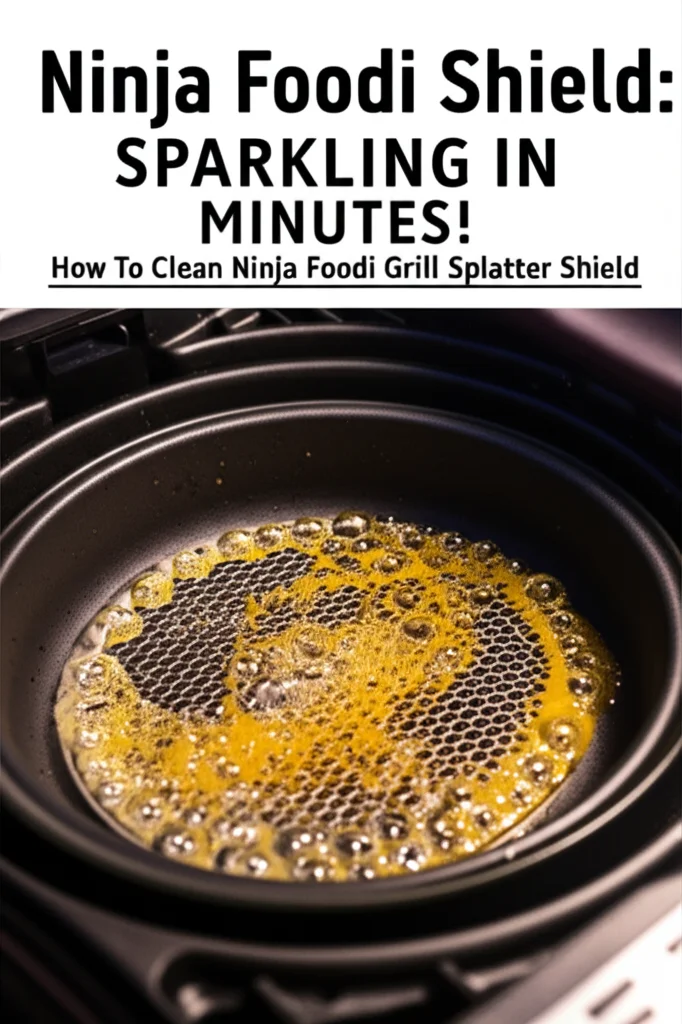 Ninja Foodi Shield:
SPARKLING IN
MINUTES!
How To Clean Ninja Foodi Grill Splatter Shield